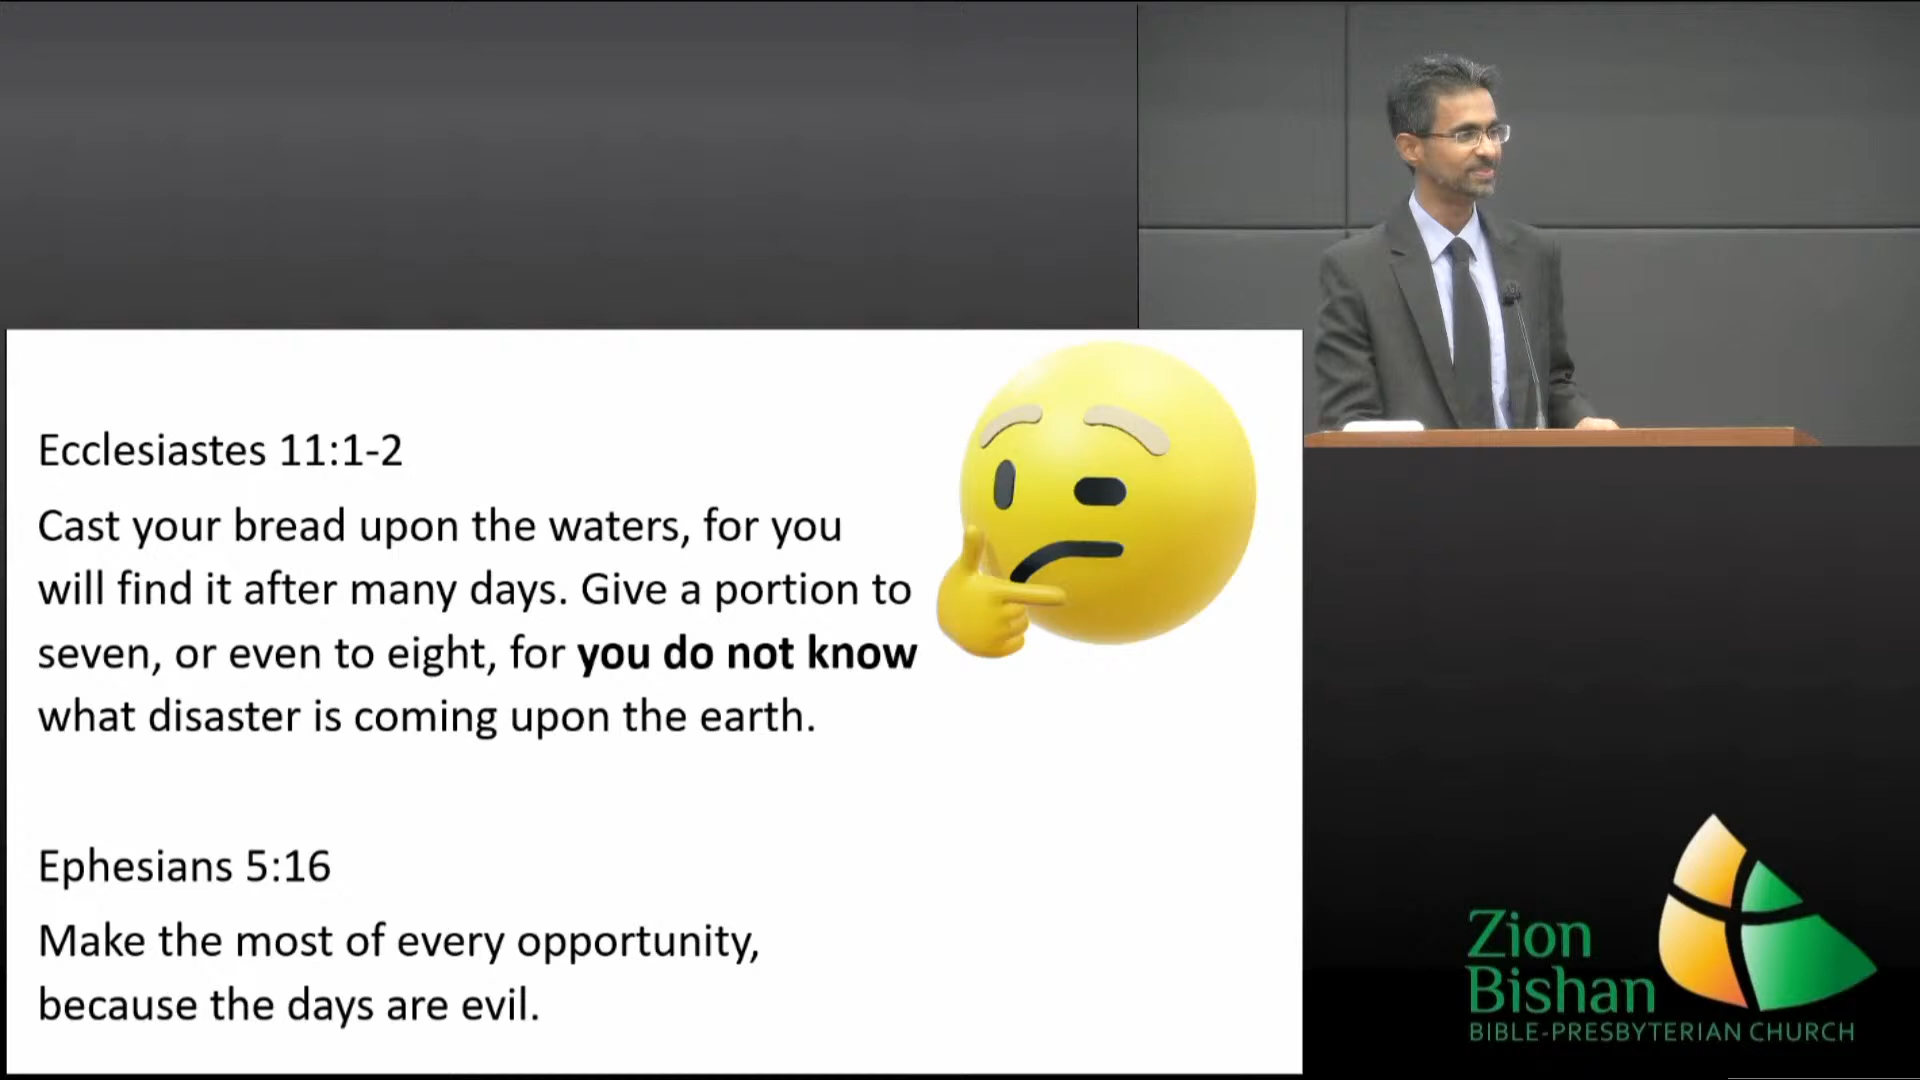 Ecclesiastes 11:1-2
Cast your bread upon the waters, for you
will find it after many days. Give a portion to
seven, or even to eight, for you do not know
what disaster is coming upon the earth.
Ephesians 5:16
Make the most of every opportunity,
because the days are evil.
Zion
Bishan
BIBLE-PRESBYTERIAN CHURCH